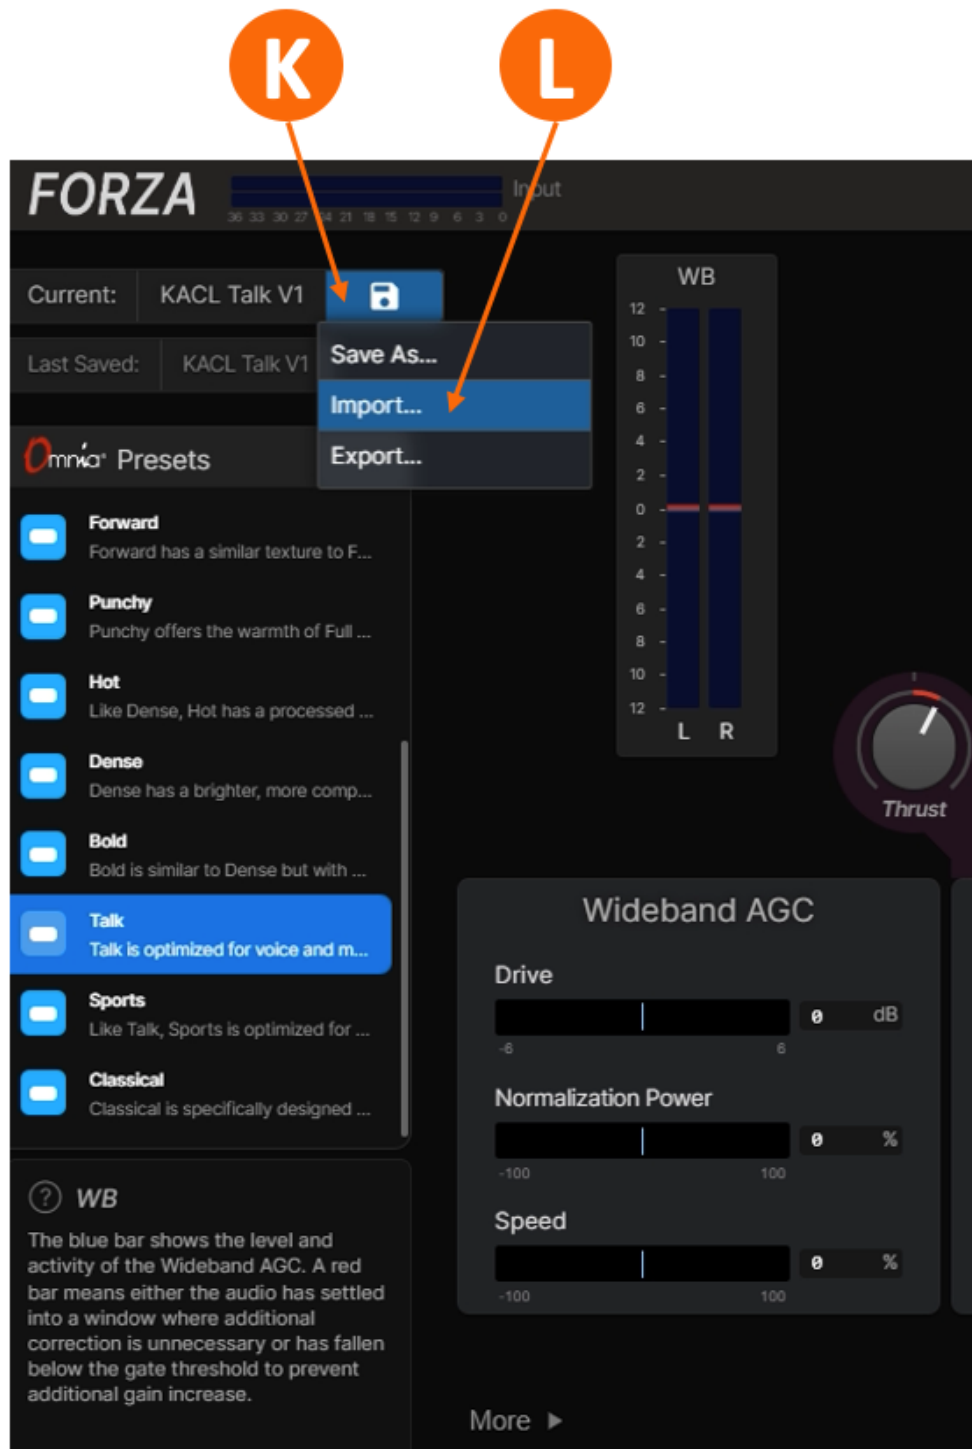 K
L
FORZA
Input
36 33 30 27 24 21 18 15 12 9 6 3 0
Current: KACL Talk V1
Last Saved: KACL Talk V1
Save As...
Import...
Export...
Omnia® Presets
Forward
Forward has a similar texture to F...
Punchy
Punchy offers the warmth of Full ...
Hot
Like Dense, Hot has a processed ...
Dense
Dense has a brighter, more comp...
Bold
Bold is similar to Dense but with ...
Talk
Talk is optimized for voice and m...
Sports
Like Talk, Sports is optimized for ...
Classical
Classical is specifically designed ...
? WB
The blue bar shows the level and
activity of the Wideband AGC. A red
bar means either the audio has settled
into a window where additional
correction is unnecessary or has fallen
below the gate threshold to prevent
additional gain increase.
WB
12
10
8
6
4
2
0
2
4
6
8
10
12
L R
Thrust
Wideband AGC
Drive
0 dB
-6 6
Normalization Power
0 %
-100 100
Speed
0 %
-100 100
More